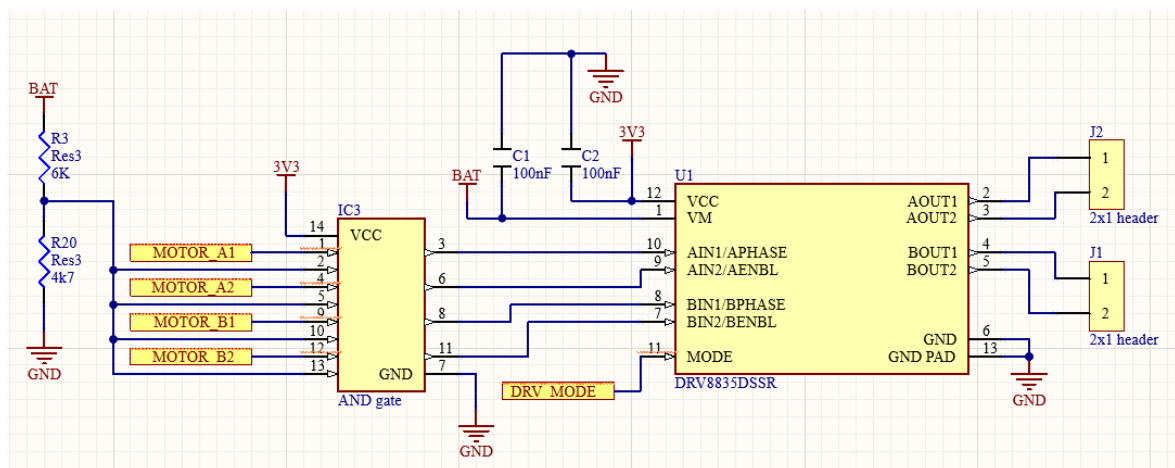 BAT
R3
Res3
6K
R20
Res3
4k7
GND
3V3
IC3
14
VCC
MOTOR_A1
1
2
MOTOR_A2
4
5
MOTOR_B1
9
10
MOTOR_B2
12
13
3
6
8
11
GND
7
AND gate
GND
GND
C1
100nF
C2
100nF
3V3
BAT
U1
12
VCC
1
VM
10
AIN1/APHASE
9
AIN2/AENBL
8
BIN1/BPHASE
7
BIN2/BENBL
11
MODE
DRV_MODE
AOUT1
2
AOUT2
3
BOUT1
4
BOUT2
5
GND
6
GND PAD
13
DRV8835DSSR
GND
J2
1
2
2x1 header
J1
1
2
2x1 header